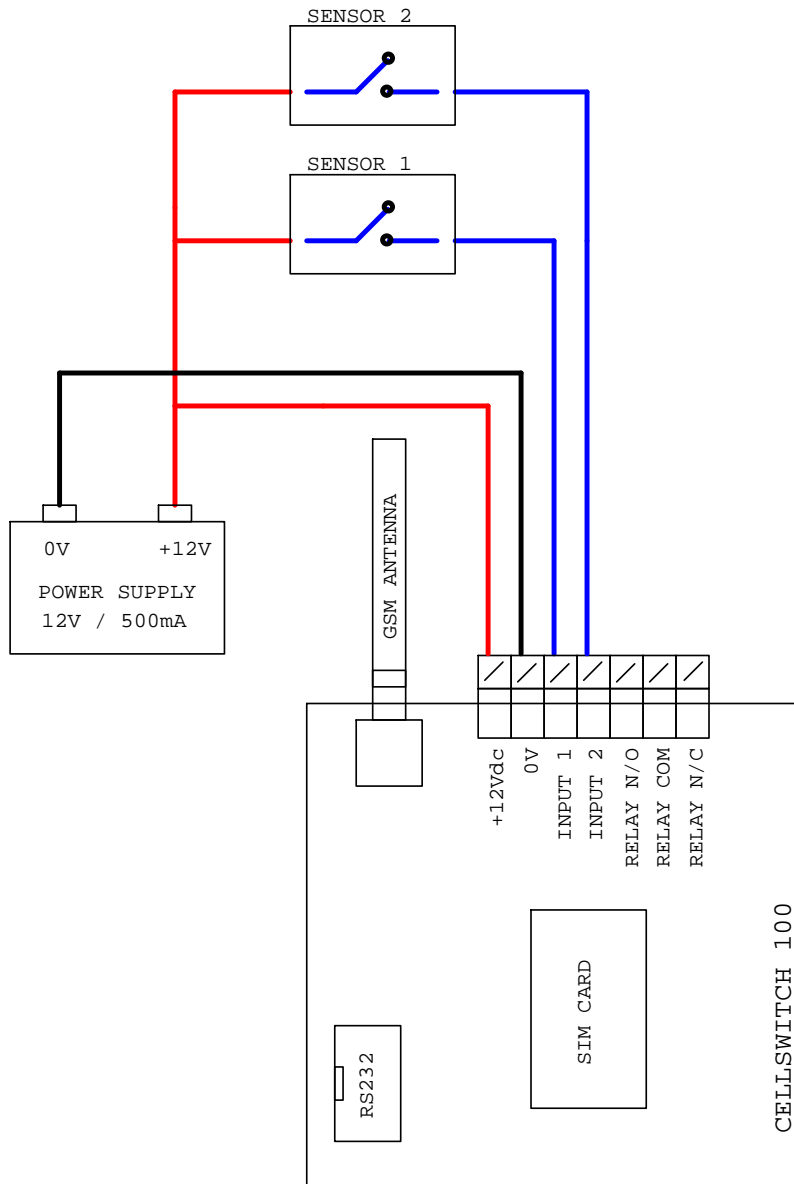 SENSOR 2
SENSOR 1
0V
+12V
POWER SUPPLY
12V / 500mA
GSM ANTENNA
+12Vdc
0V
INPUT 1
INPUT 2
RELAY N/O
RELAY COM
RELAY N/C
SIM CARD
RS232
CELLSWITCH 100